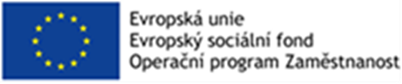 Evropská unie
Evropský sociální fond
Operační program Zaměstnanost